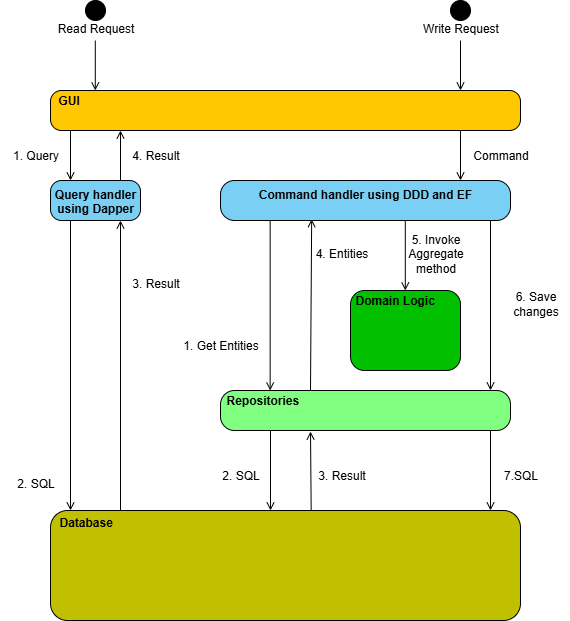 Read Request
Write Request
GUI
1. Query
4. Result
Command
Query handler
using Dapper
Command handler using DDD and EF
4. Entities
5. Invoke
Aggregate
method
3. Result
Domain Logic
6. Save
changes
1. Get Entities
Repositories
2. SQL
2. SQL
3. Result
7.SQL
Database